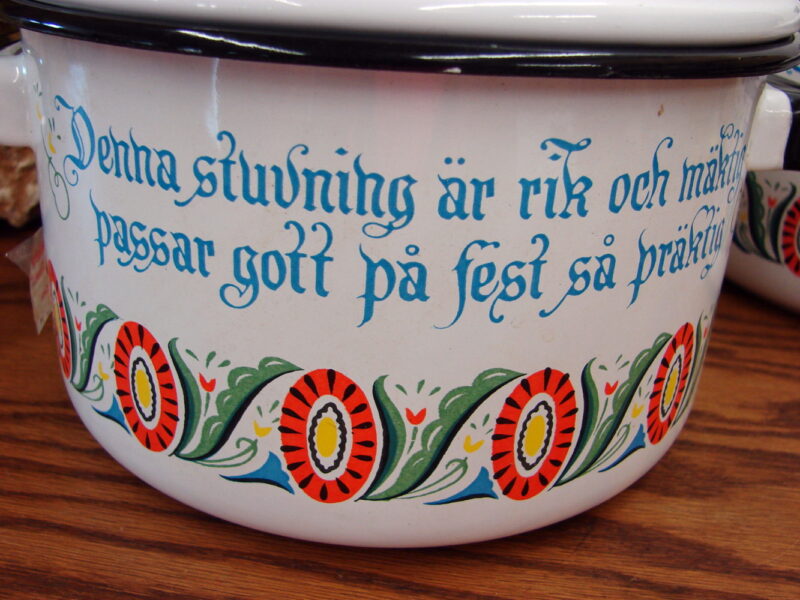 Denna stuvning är rik och mäktig
passar gott på fest så präktig